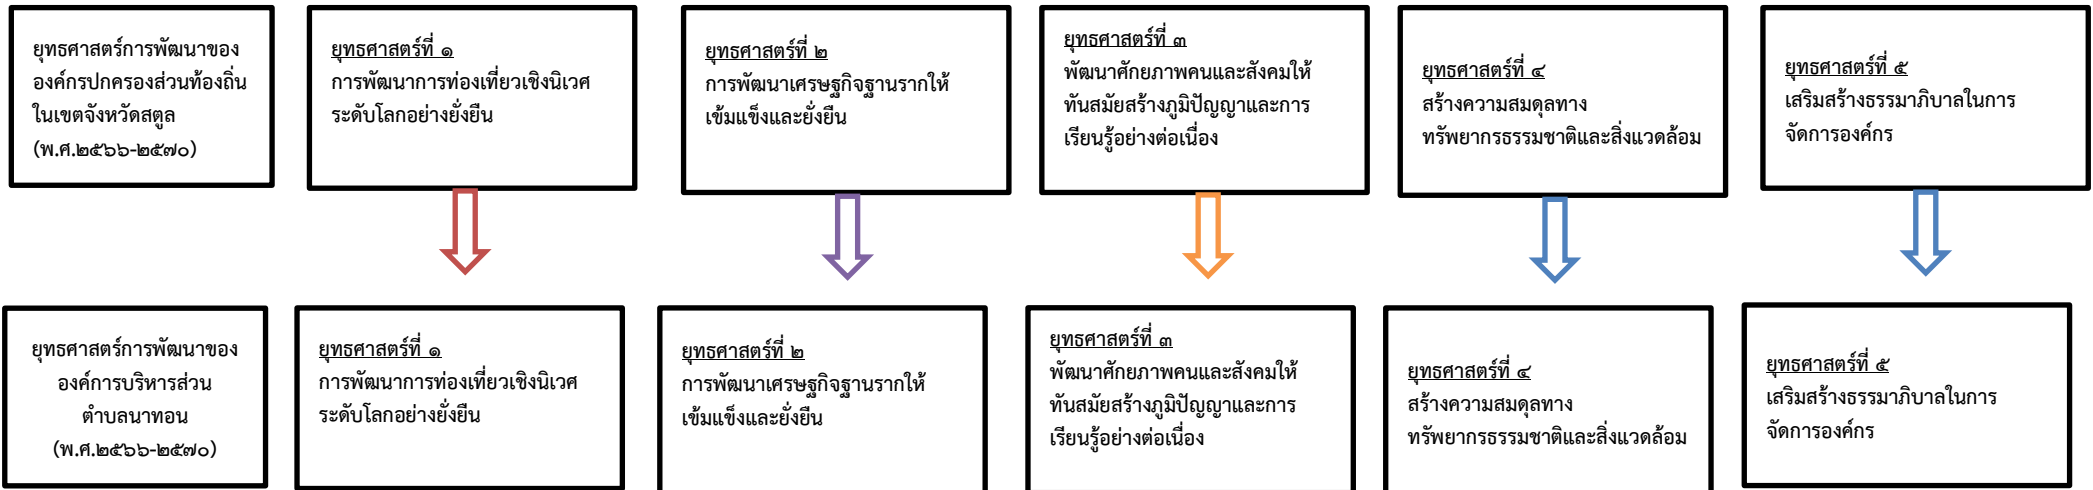 ยุทธศาสตร์การพัฒนาของ
องค์กรปกครองส่วนท้องถิ่น
ในเขตจังหวัดสตูล
(พ.ศ.๒๕๖๖-๒๕๗๐)
ยุทธศาสตร์ที่ ๑
การพัฒนาการท่องเที่ยวเชิงนิเวศ
ระดับโลกอย่างยั่งยืน
ยุทธศาสตร์ที่ ๒
การพัฒนาเศรษฐกิจฐานรากให้
เข้มแข็งและยั่งยืน
ยุทธศาสตร์ที่ ๓
พัฒนาศักยภาพคนและสังคมให้
ทันสมัยสร้างภูมิปัญญาและการ
เรียนรู้อย่างต่อเนื่อง
ยุทธศาสตร์ที่ ๔
สร้างความสมดุลทาง
ทรัพยากรธรรมชาติและสิ่งแวดล้อม
ยุทธศาสตร์ที่ ๕
เสริมสร้างธรรมาภิบาลในการ
จัดการองค์กร
ยุทธศาสตร์การพัฒนาของ
องค์การบริหารส่วน
ตำบลนาทอน
(พ.ศ.๒๕๖๖-๒๕๗๐)
ยุทธศาสตร์ที่ ๑
การพัฒนาการท่องเที่ยวเชิงนิเวศ
ระดับโลกอย่างยั่งยืน
ยุทธศาสตร์ที่ ๒
การพัฒนาเศรษฐกิจฐานรากให้
เข้มแข็งและยั่งยืน
ยุทธศาสตร์ที่ ๓
พัฒนาศักยภาพคนและสังคมให้
ทันสมัยสร้างภูมิปัญญาและการ
เรียนรู้อย่างต่อเนื่อง
ยุทธศาสตร์ที่ ๔
สร้างความสมดุลทาง
ทรัพยากรธรรมชาติและสิ่งแวดล้อม
ยุทธศาสตร์ที่ ๕
เสริมสร้างธรรมาภิบาลในการ
จัดการองค์กร